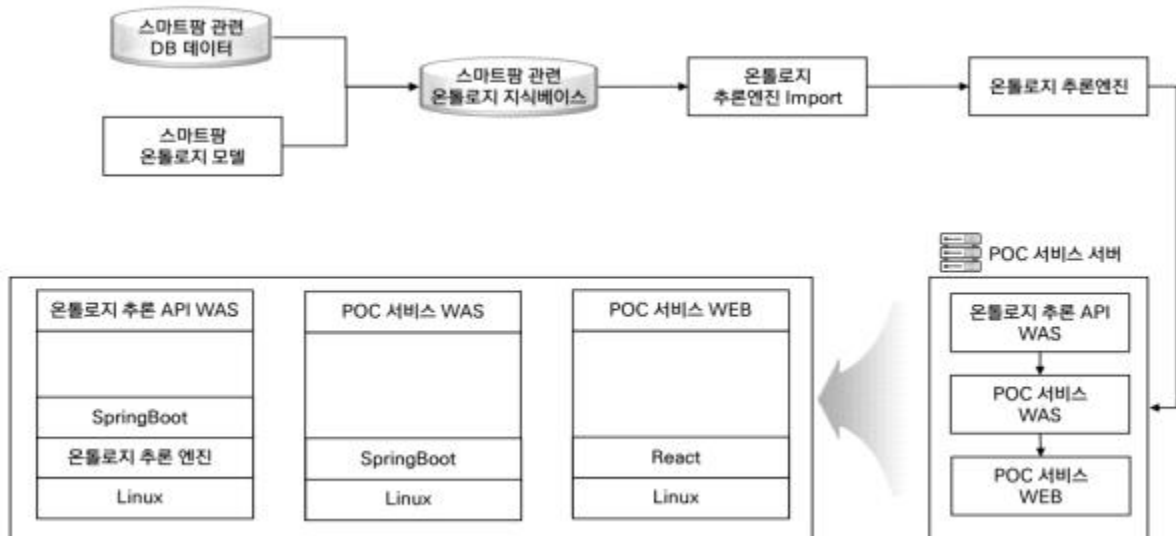 스마트팜 관련
DB 데이터
스마트팜
온톨로지 모델
스마트팜 관련
온톨로지 지식베이스
온톨로지
추론엔진 Import
온톨로지 추론엔진
POC 서비스 서버
온톨로지 추론 API
WAS
POC 서비스
WAS
POC 서비스
WEB
온톨로지 추론 API WAS
SpringBoot
온톨로지 추론 엔진
Linux
POC 서비스 WAS
SpringBoot
Linux
POC 서비스 WEB
React
Linux